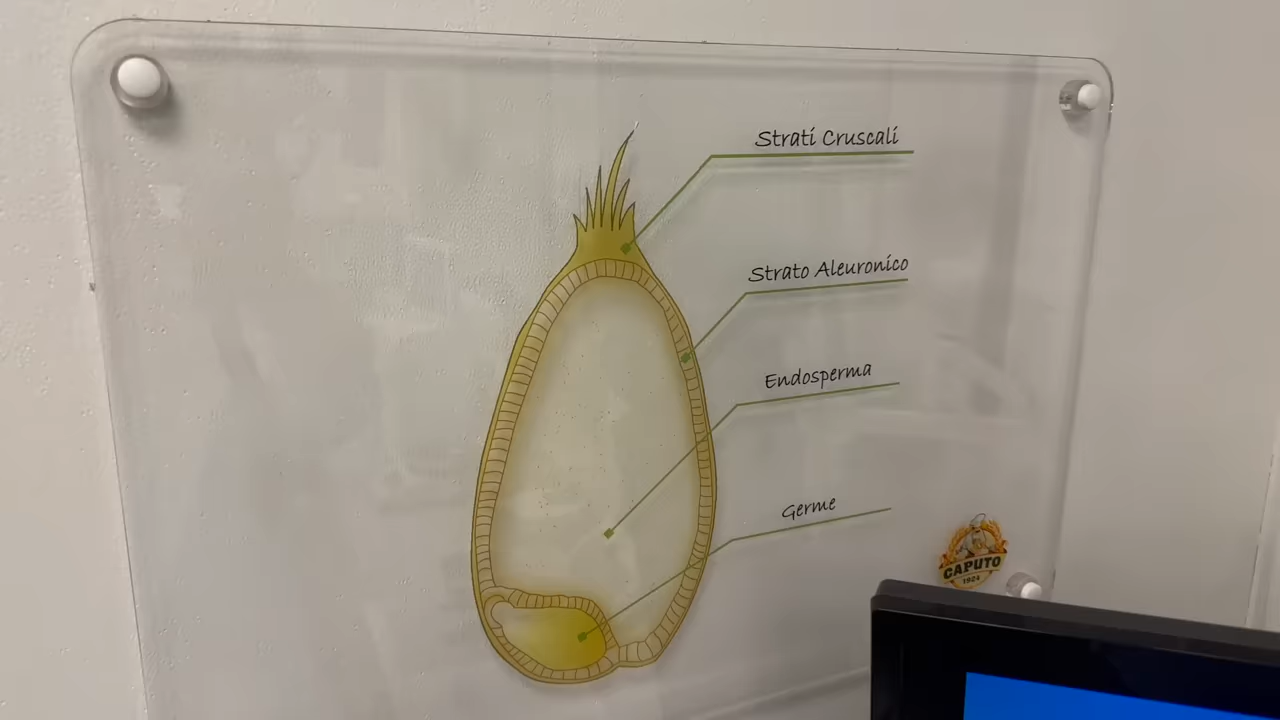 Strati Cruscali
Strato Aleuronico
Endosperma
Germe
CAPUTO
1924